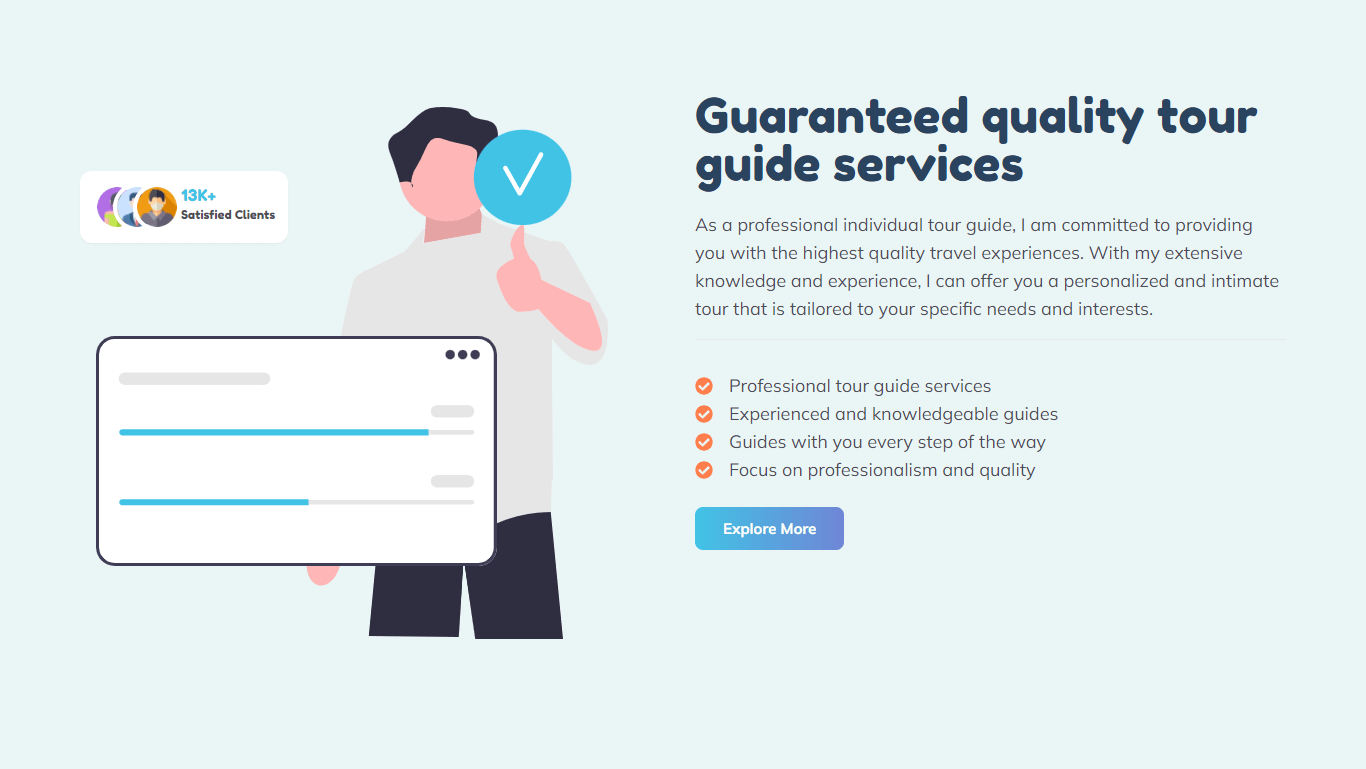 Guaranteed quality tour
guide services
13K+
Satisfied Clients
As a professional individual tour guide, I am committed to providing
you with the highest quality travel experiences. With my extensive
knowledge and experience, I can offer you a personalized and intimate
tour that is tailored to your specific needs and interests.
Professional tour guide services
Experienced and knowledgeable guides
Guides with you every step of the way
Focus on professionalism and quality
Explore More